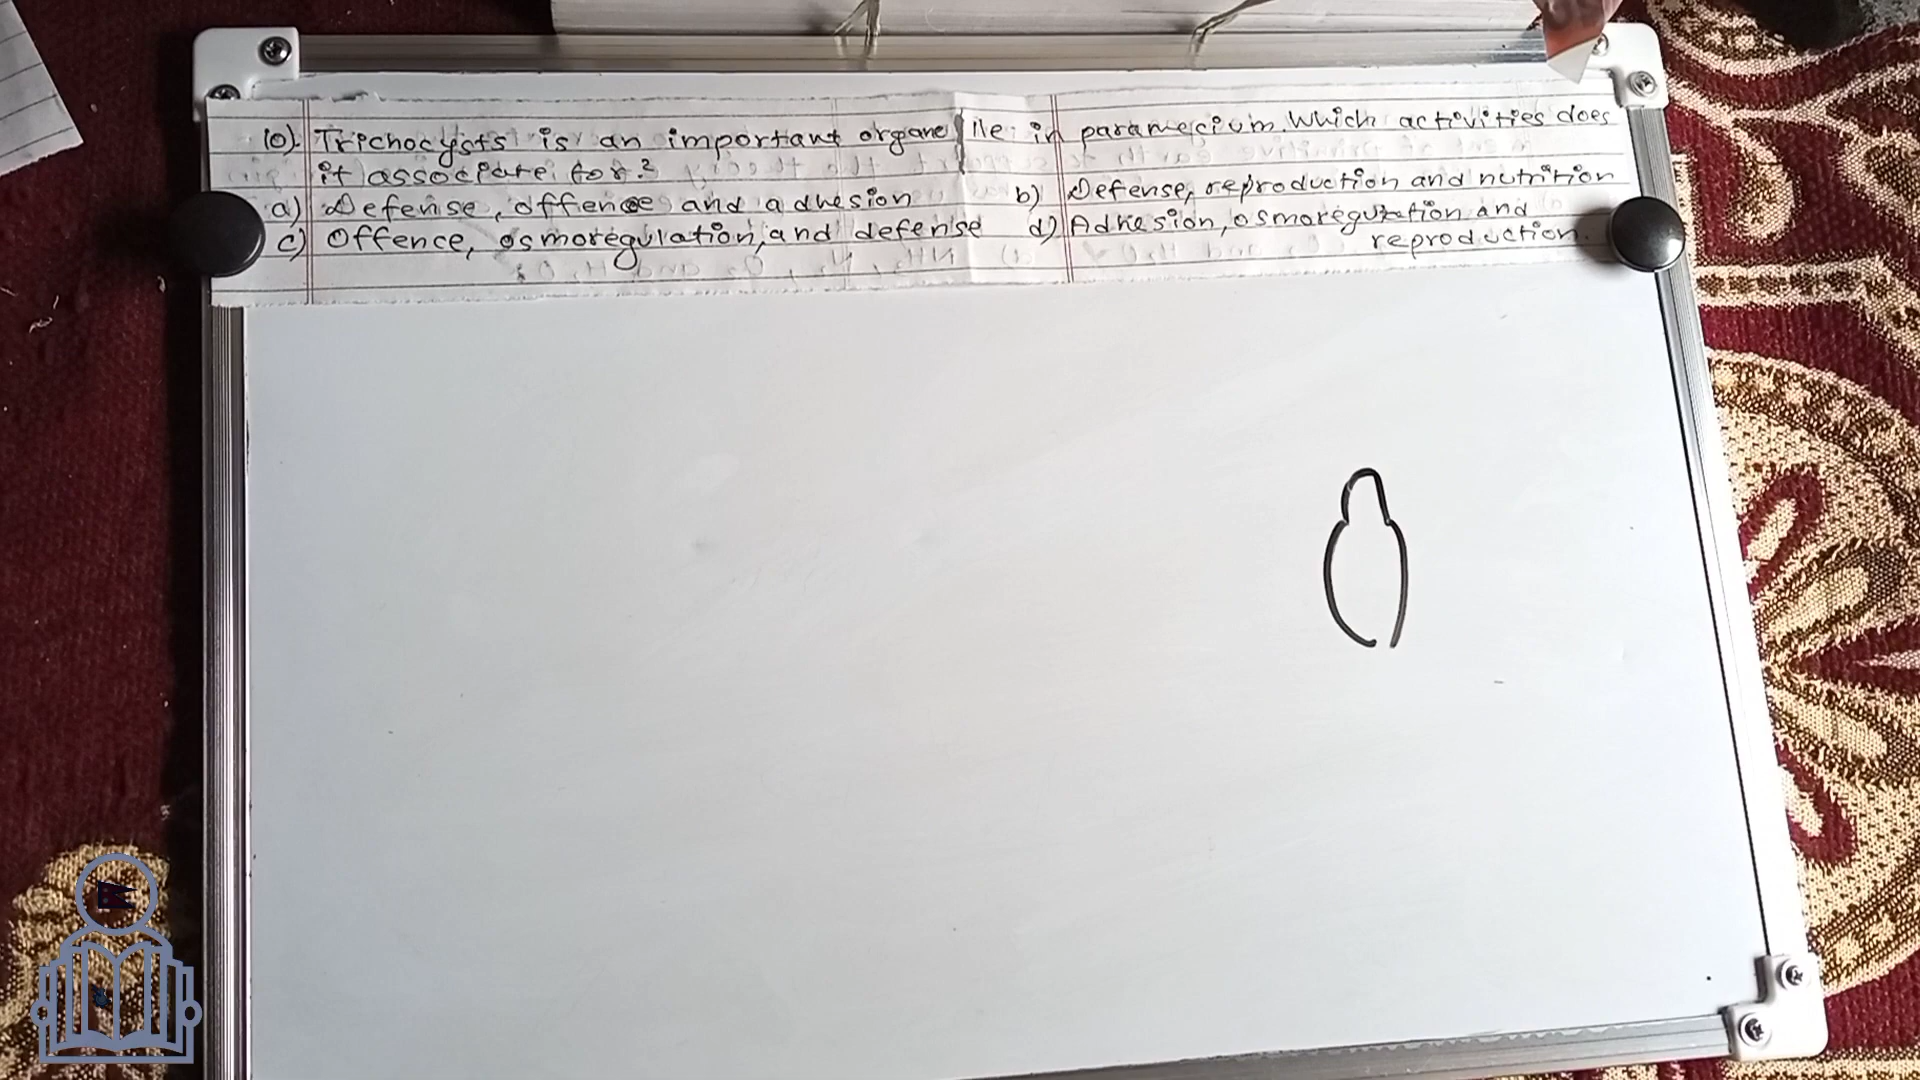 10). Trichocysts is an important organelle in paramecium. Which activities does
it associate for?
a) Defense, offence and adhesion b) Defense, reproduction and nutrition
c) Offence, osmoregulation, and defense d) Adhesion, osmoregulation and
reproduction.